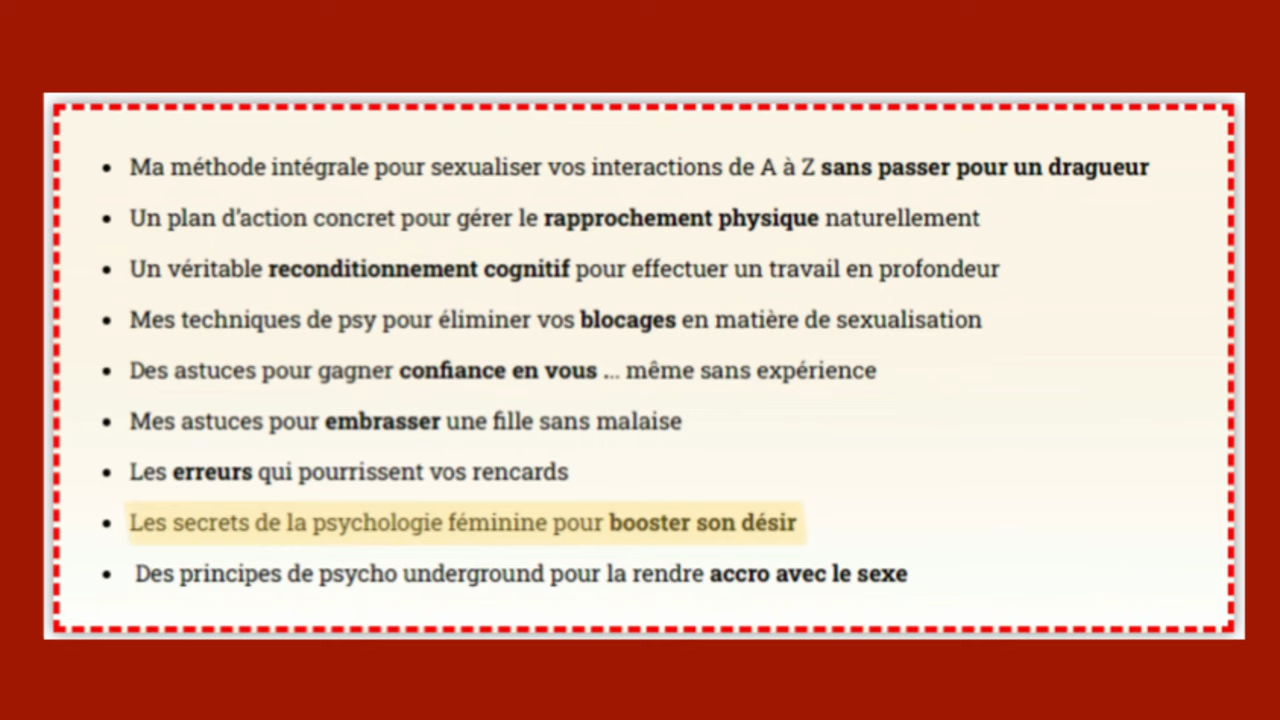 Ma méthode intégrale pour sexualiser vos interactions de A à Z sans passer pour un dragueur
Un plan d'action concret pour gérer le rapprochement physique naturellement
Un véritable reconditionnement cognitif pour effectuer un travail en profondeur
Mes techniques de psy pour éliminer vos blocages en matière de sexualisation
Des astuces pour gagner confiance en vous ... même sans expérience
Mes astuces pour embrasser une fille sans malaise
Les erreurs qui pourrissent vos rencards
Les secrets de la psychologie féminine pour booster son désir
Des principes de psycho underground pour la rendre accro avec le sexe